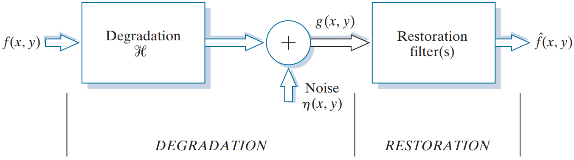 f(x, y)
Degradation
ℋ
+
g(x, y)
Noise
η(x, y)
Restoration
filter(s)
f̂(x, y)
DEGRADATION
RESTORATION